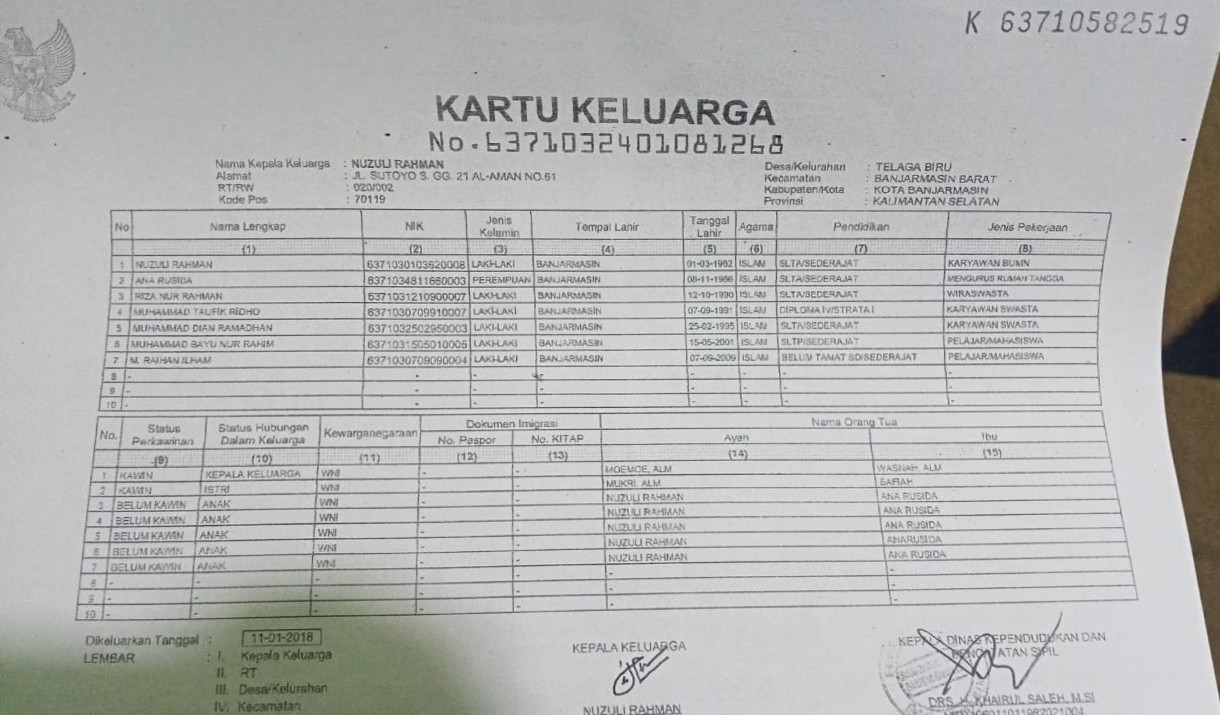 K 63710582519
KARTU KELUARGA
No.6371032401081268
Nama Kepala Keluarga : NUZULI RAHMAN
Alamat : JL. SUTOYO S. GG. 21 AL-AMAN NO.61
RT/RW : 020/002
Kode Pos : 70119
Desa/Kelurahan : TELAGA BIRU
Kecamatan : BANJARMASIN BARAT
Kabupaten/Kota : KOTA BANJARMASIN
Provinsi : KALIMANTAN SELATAN
No Nama Lengkap NIK Jenis Kelamin Tempat Lahir Tanggal Lahir Agama Pendidikan Jenis Pekerjaan
(1) (2) (3) (4) (5) (6) (7) (8)
1 NUZULI RAHMAN 6371030103620008 LAKI-LAKI BANJARMASIN 01-03-1962 ISLAM SLTA/SEDERAJAT KARYAWAN BUMN
2 ANA RUSIDA 6371034811660003 PEREMPUAN BANJARMASIN 08-11-1966 ISLAM SLTA/SEDERAJAT MENGURUS RUMAH TANGGA
3 RIZA NUR RAHMAN 6371031210900007 LAKI-LAKI BANJARMASIN 12-10-1990 ISLAM SLTA/SEDERAJAT WIRASWASTA
4 MUHAMMAD TAUFIK RIDHO 6371030709910007 LAKI-LAKI BANJARMASIN 07-09-1991 ISLAM DIPLOMA IV/STRATA I KARYAWAN SWASTA
5 MUHAMMAD DIAN RAMADHAN 6371032502950003 LAKI-LAKI BANJARMASIN 25-02-1995 ISLAM SLTA/SEDERAJAT KARYAWAN SWASTA
6 MUHAMMAD BAYU NUR RAHIM 6371031505010005 LAKI-LAKI BANJARMASIN 15-05-2001 ISLAM SLTP/SEDERAJAT PELAJAR/MAHASISWA
7 M. RAIHAN ILHAM 6371030709090004 LAKI-LAKI BANJARMASIN 07-09-2009 ISLAM BELUM TAMAT SD/SEDERAJAT PELAJAR/MAHASISWA
8 - - - - - - - -
9 - - - - - - - -
10 - - - - - - - -
No. Status Perkawinan Status Hubungan Dalam Keluarga Kewarganegaraan Dokumen Imigrasi Nama Orang Tua
No. Paspor No. KITAP Ayah Ibu
(9) (10) (11) (12) (13) (14) (15)
1 KAWIN KEPALA KELUARGA WNI - - MOEMOE, ALM WASNAH, ALM
2 KAWIN ISTRI WNI - - MUKRI, ALM SAFIAH
3 BELUM KAWIN ANAK WNI - - NUZULI RAHMAN ANA RUSIDA
4 BELUM KAWIN ANAK WNI - - NUZULI RAHMAN ANA RUSIDA
5 BELUM KAWIN ANAK WNI - - NUZULI RAHMAN ANA RUSIDA
6 BELUM KAWIN ANAK WNI - - NUZULI RAHMAN ANARUSIDA
7 BELUM KAWIN ANAK WNI - - NUZULI RAHMAN ANA RUSIDA
8 - - - - - - -
9 - - - - - - -
10 - - - - - - -
Dikeluarkan Tanggal : 11-01-2018
LEMBAR : I. Kepala Keluarga
II. RT
III. Desa/Kelurahan
IV. Kecamatan
KEPALA KELUARGA
NUZULI RAHMAN
KEPALA DINAS KEPENDUDUKAN DAN
PENCATATAN SIPIL
DRS. H. KHAIRUL SALEH, M.SI